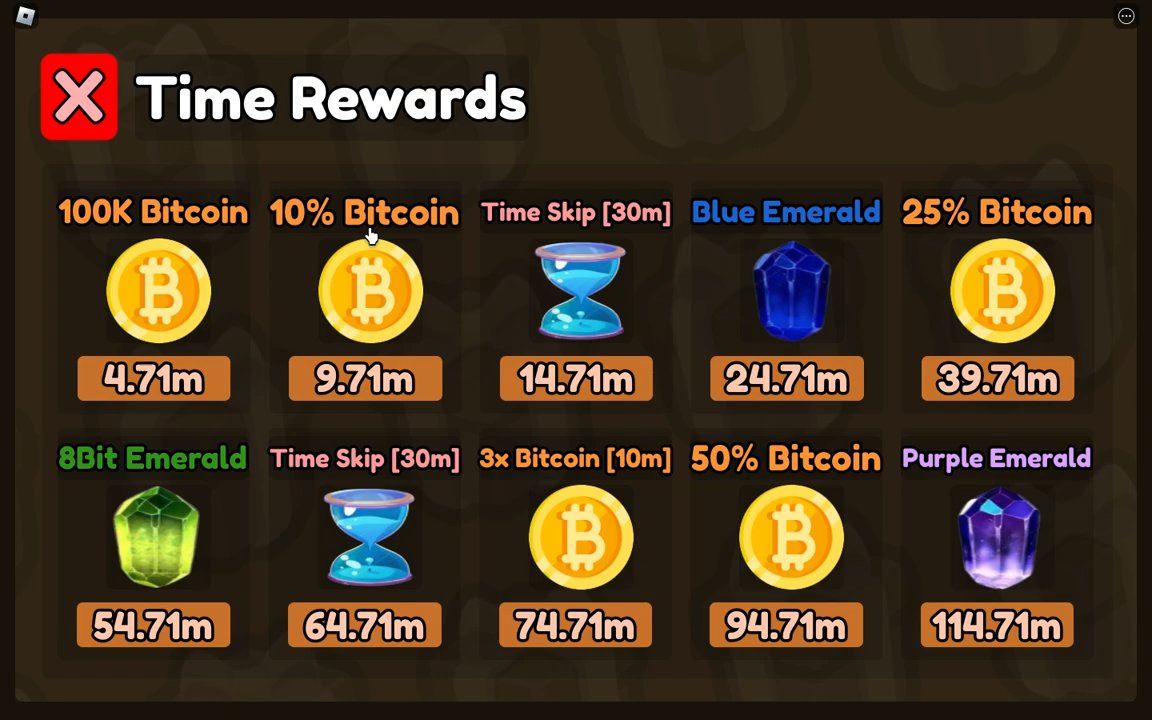 Time Rewards
100K Bitcoin
10% Bitcoin
Time Skip [30m]
Blue Emerald
25% Bitcoin
4.71m
9.71m
14.71m
24.71m
39.71m
8Bit Emerald
Time Skip [30m]
3x Bitcoin [10m]
50% Bitcoin
Purple Emerald
54.71m
64.71m
74.71m
94.71m
114.71m